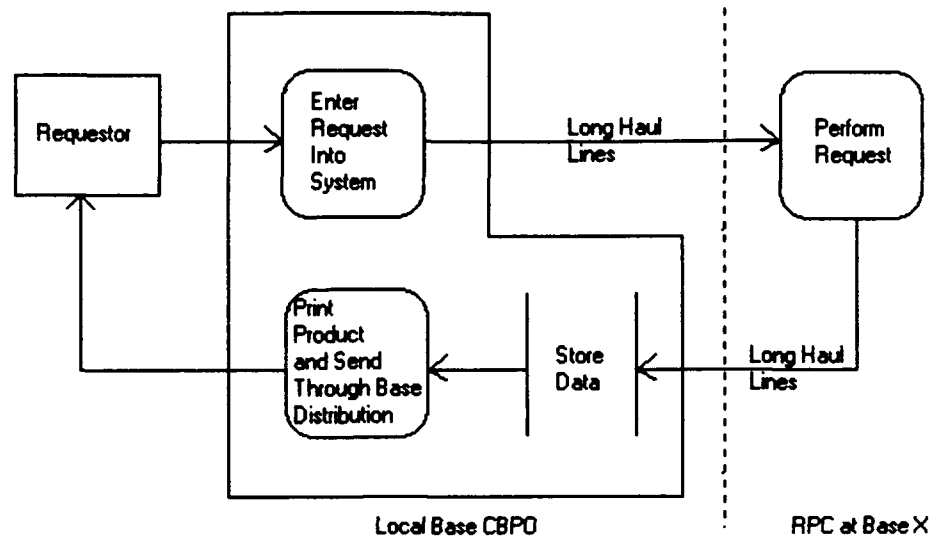 Requestor
Enter
Request
Into
System
Long Haul
Lines
Perform
Request
Print
Product
and Send
Through Base
Distribution
Store
Data
Long Haul
Lines
Local Base CBPO
RPC at Base X